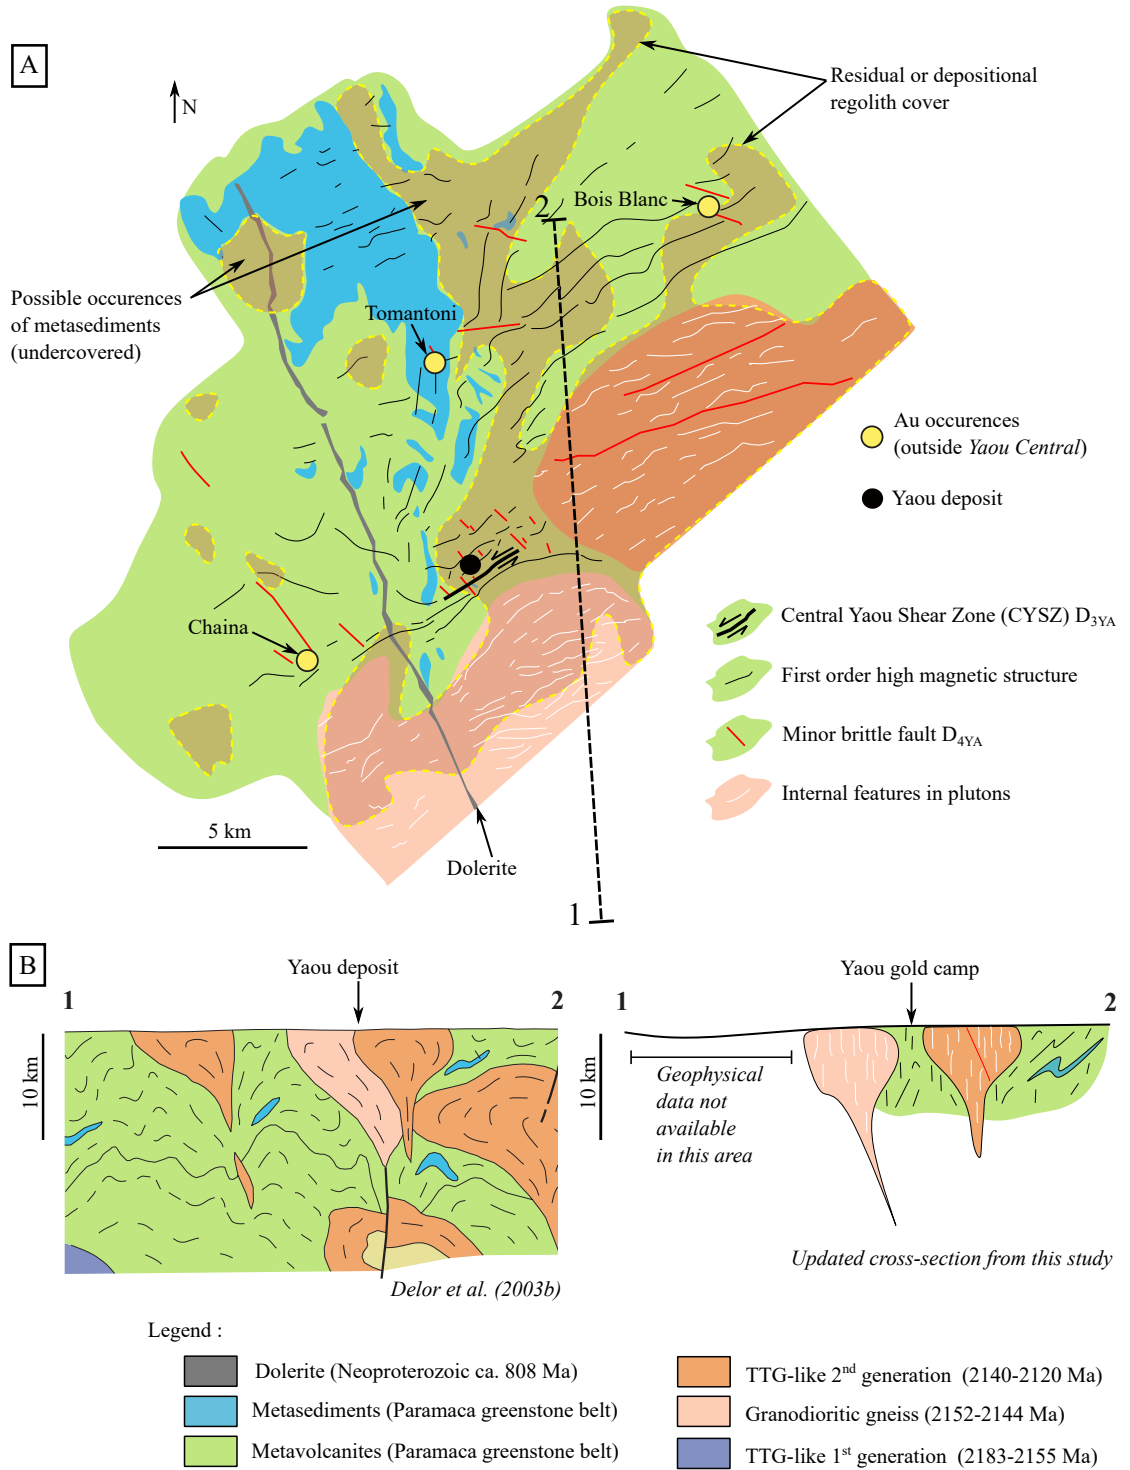 A
N
Residual or depositional
regolith cover
Bois Blanc
2
Possible occurences
of metasediments
(undercovered)
Tomantoni
Au occurences
(outside Yaou Central)
Yaou deposit
Central Yaou Shear Zone (CYSZ) D3YA
Chaina
First order high magnetic structure
Minor brittle fault D4YA
Internal features in plutons
5 km
Dolerite
1
B
Yaou deposit
Yaou gold camp
1
2
1
2
10 km
10 km
Geophysical
data not
available
in this area
Delor et al. (2003b)
Updated cross-section from this study
Legend :
Dolerite (Neoproterozoic ca. 808 Ma)
Metasediments (Paramaca greenstone belt)
Metavolcanites (Paramaca greenstone belt)
TTG-like 2nd generation (2140-2120 Ma)
Granodioritic gneiss (2152-2144 Ma)
TTG-like 1st generation (2183-2155 Ma)